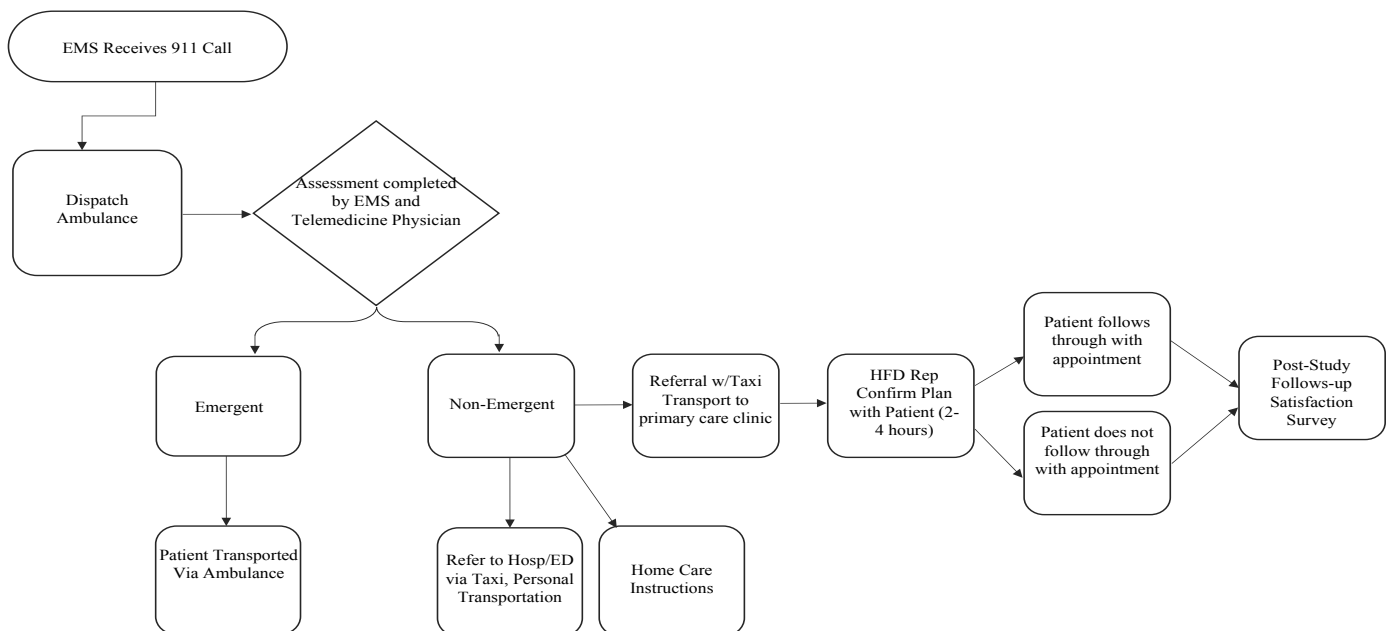 EMS Receives 911 Call
Dispatch
Ambulance
Assessment completed
by EMS and
Telemedicine Physician
Emergent
Non-Emergent
Referral w/Taxi
Transport to
primary care clinic
HFD Rep
Confirm Plan
with Patient (2-
4 hours)
Patient follows
through with
appointment
Patient does not
follow through
with appointment
Post-Study
Follows-up
Satisfaction
Survey
Patient Transported
Via Ambulance
Refer to Hosp/ED
via Taxi, Personal
Transportation
Home Care
Instructions